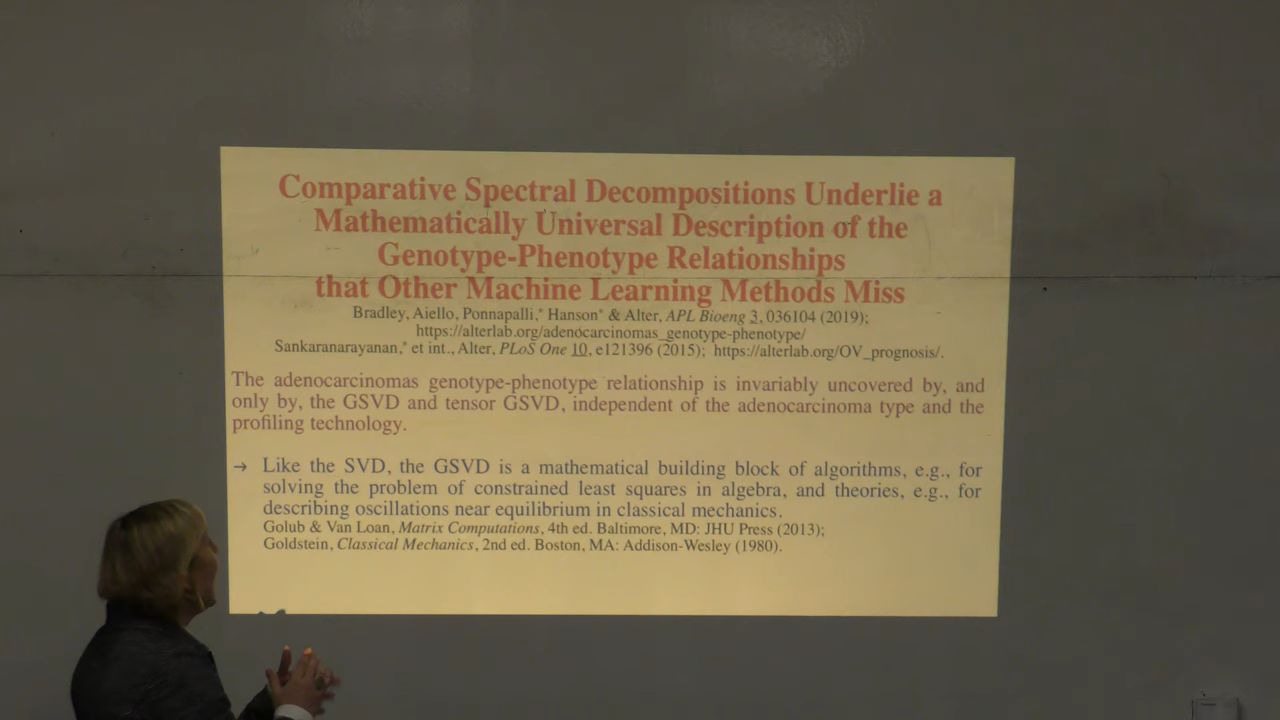 Comparative Spectral Decompositions Underlie a
Mathematically Universal Description of the
Genotype-Phenotype Relationships
that Other Machine Learning Methods Miss
Bradley, Aiello, Ponnapalli,* Hanson* & Alter, APL Bioeng 3, 036104 (2019);
https://alterlab.org/adenocarcinomas_genotype-phenotype/
Sankaranarayanan,* et int., Alter, PLoS One 10, e121396 (2015); https://alterlab.org/OV_prognosis/.
The adenocarcinomas genotype-phenotype relationship is invariably uncovered by, and
only by, the GSVD and tensor GSVD, independent of the adenocarcinoma type and the
profiling technology.
→ Like the SVD, the GSVD is a mathematical building block of algorithms, e.g., for
solving the problem of constrained least squares in algebra, and theories, e.g., for
describing oscillations near equilibrium in classical mechanics.
Golub & Van Loan, Matrix Computations, 4th ed. Baltimore, MD: JHU Press (2013);
Goldstein, Classical Mechanics, 2nd ed. Boston, MA: Addison-Wesley (1980).